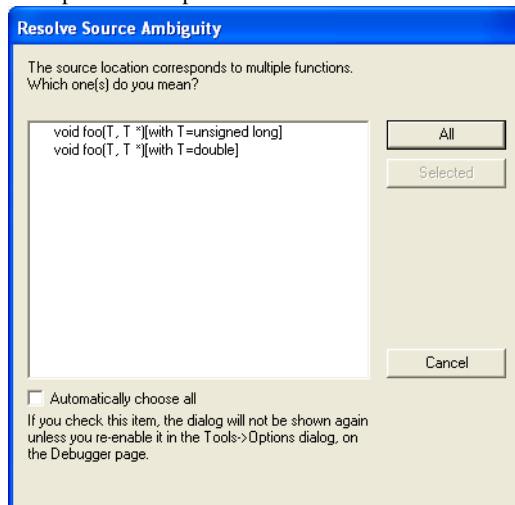 Resolve Source Ambiguity
The source location corresponds to multiple functions.
Which one(s) do you mean?
void foo(T, T *)[with T=unsigned long]
void foo(T, T *)[with T=double]
All
Selected
Cancel
Automatically choose all
If you check this item, the dialog will not be shown again
unless you re-enable it in the Tools->Options dialog, on
the Debugger page.